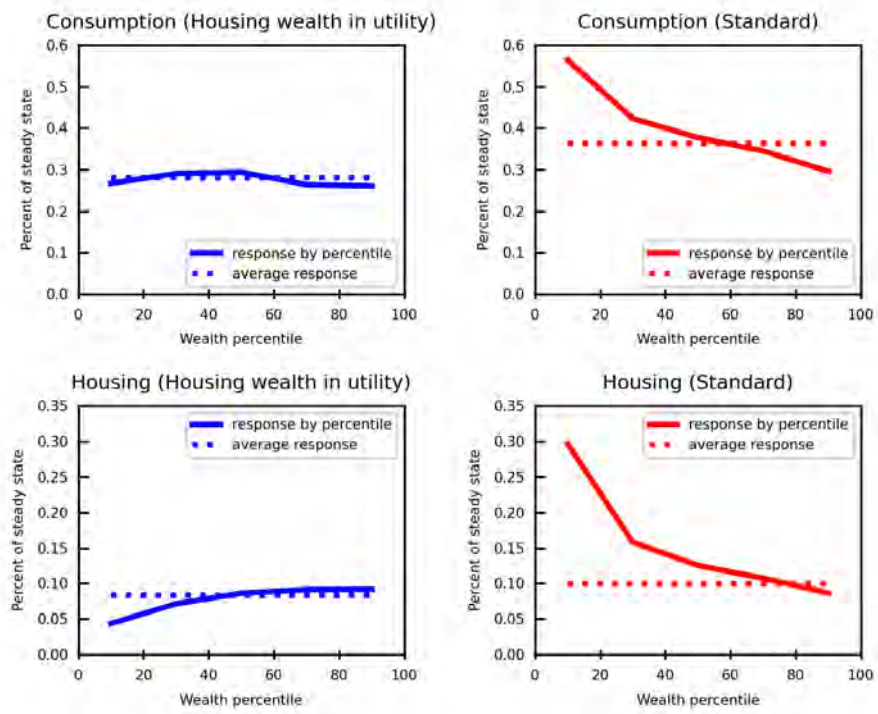 Consumption (Housing wealth in utility)
0.6
0.5
0.4
0.3
0.2
0.1
0.0
Percent of steady state
response by percentile
average response
0 20 40 60 80 100
Wealth percentile
Consumption (Standard)
0.6
0.5
0.4
0.3
0.2
0.1
0.0
Percent of steady state
response by percentile
average response
0 20 40 60 80 100
Wealth percentile
Housing (Housing wealth in utility)
0.35
0.30
0.25
0.20
0.15
0.10
0.05
0.00
Percent of steady state
response by percentile
average response
0 20 40 60 80 100
Wealth percentile
Housing (Standard)
0.35
0.30
0.25
0.20
0.15
0.10
0.05
0.00
Percent of steady state
response by percentile
average response
0 20 40 60 80 100
Wealth percentile